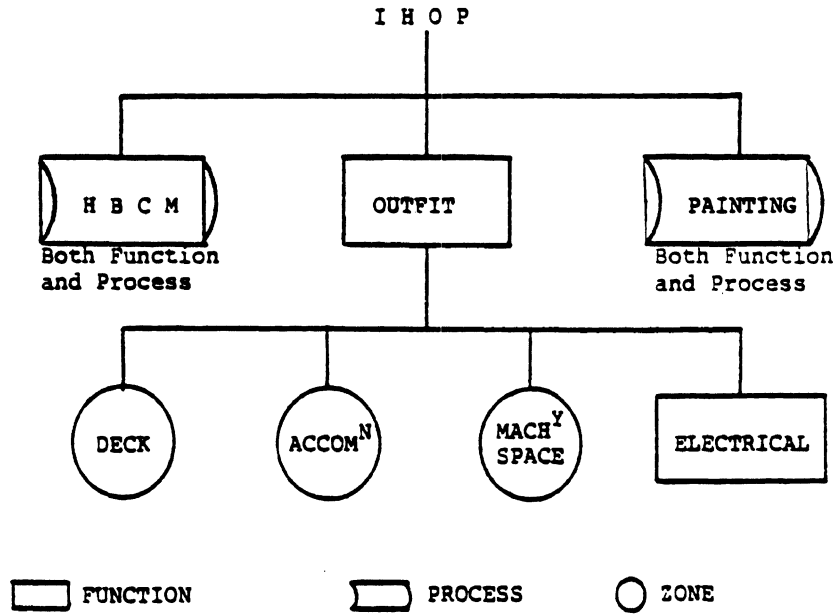 I H O P
H B C M
OUTFIT
PAINTING
Both Function
and Process
Both Function
and Process
DECK
ACCOMᴺ
MACHʸ
SPACE
ELECTRICAL
FUNCTION
PROCESS
ZONE